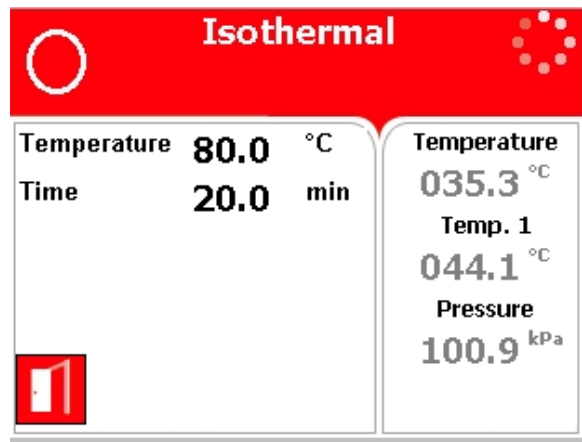 Isothermal
Temperature 80.0 °C
Time 20.0 min
Temperature
035.3 °C
Temp. 1
044.1 °C
Pressure
100.9 kPa